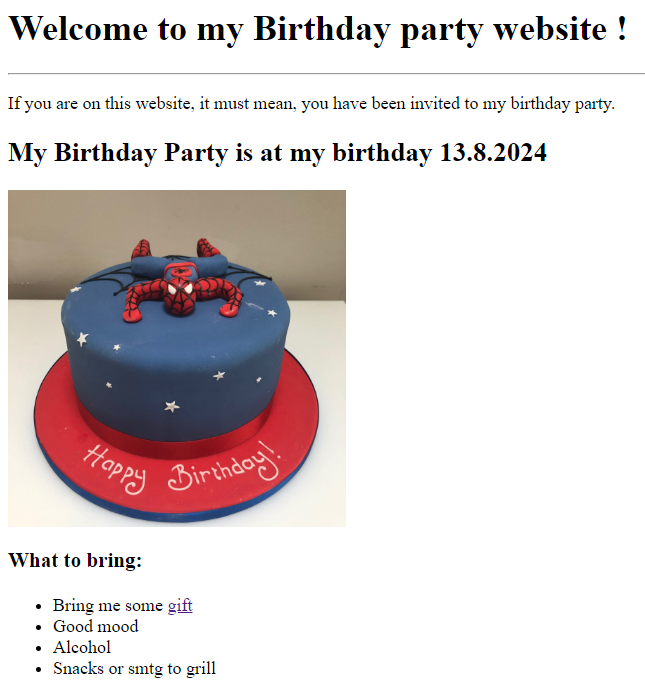 Welcome to my Birthday party website !
If you are on this website, it must mean, you have been invited to my birthday party.
My Birthday Party is at my birthday 13.8.2024
Happy Birthday!
What to bring:
Bring me some gift
Good mood
Alcohol
Snacks or smtg to grill